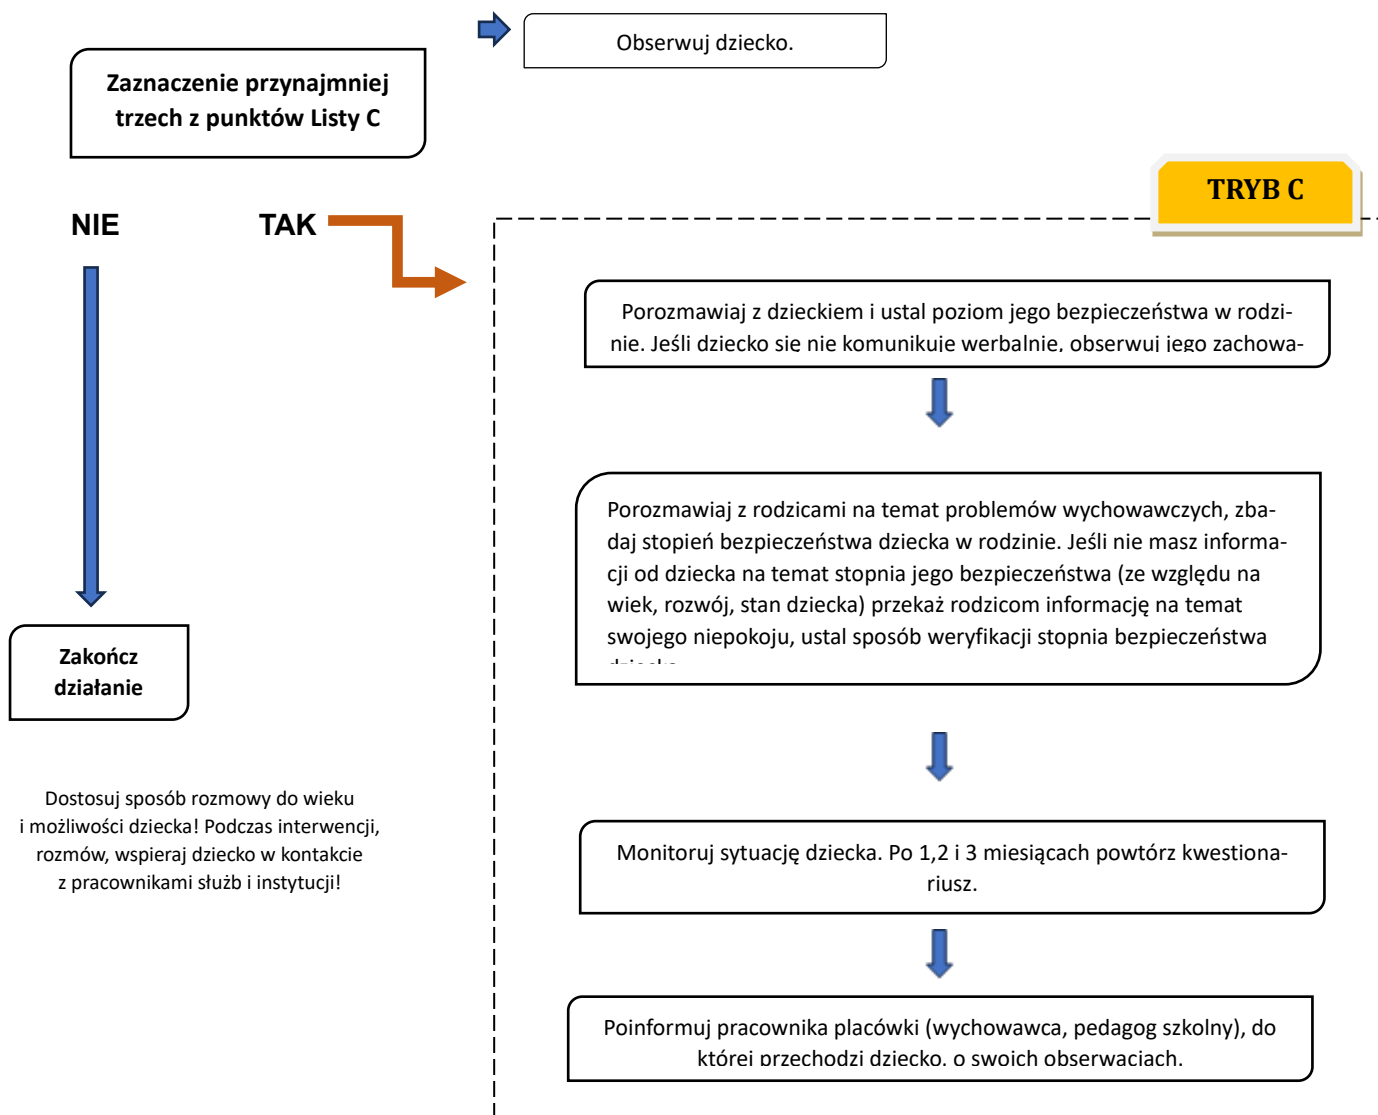 Obserwuj dziecko.
Zaznaczenie przynajmniej
trzech z punktów Listy C
TRYB C
NIE
TAK
Porozmawiaj z dzieckiem i ustal poziom jego bezpieczeństwa w rodzi-
nie. Jeśli dziecko się nie komunikuje werbalnie, obserwuj jego zachowa-
Porozmawiaj z rodzicami na temat problemów wychowawczych, zba-
daj stopień bezpieczeństwa dziecka w rodzinie. Jeśli nie masz informa-
cji od dziecka na temat stopnia jego bezpieczeństwa (ze względu na
wiek, rozwój, stan dziecka) przekaż rodzicom informację na temat
swojego niepokoju, ustal sposób weryfikacji stopnia bezpieczeństwa
Zakończ
działanie
Dostosuj sposób rozmowy do wieku
i możliwości dziecka! Podczas interwencji,
rozmów, wspieraj dziecko w kontakcie
z pracownikami służb i instytucji!
Monitoruj sytuację dziecka. Po 1,2 i 3 miesiącach powtórz kwestiona-
riusz.
Poinformuj pracownika placówki (wychowawca, pedagog szkolny), do
której przechodzi dziecko, o swoich obserwacjach.